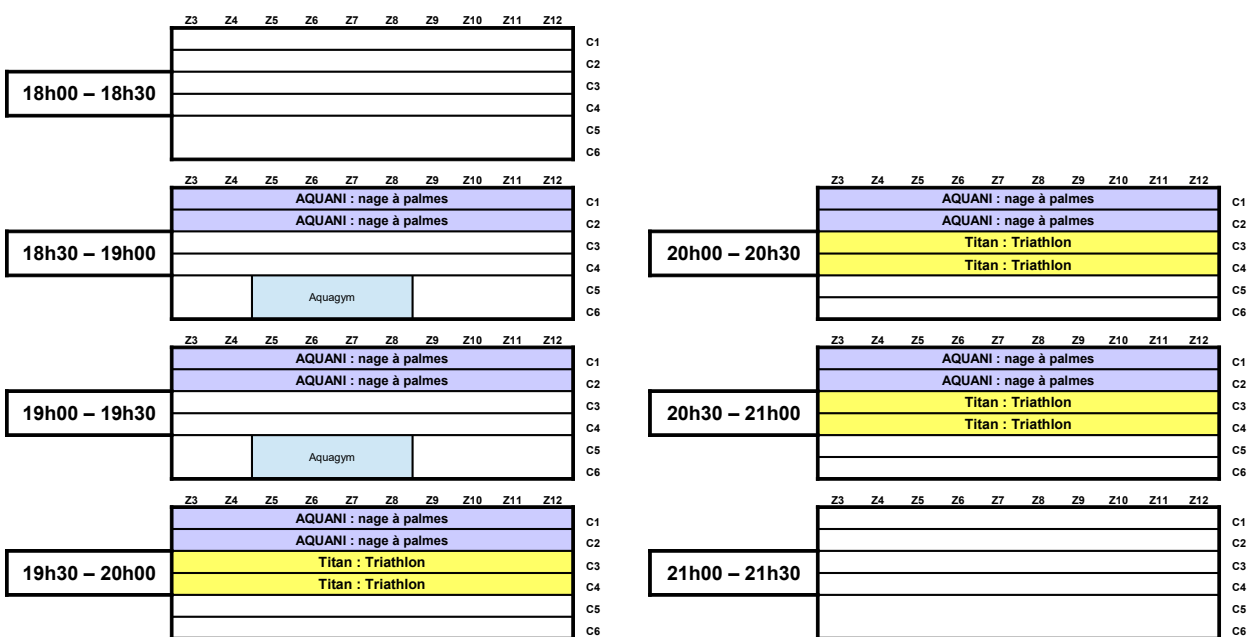 Z3 Z4 Z5 Z6 Z7 Z8 Z9 Z10 Z11 Z12
C1
C2
18h00 – 18h30
C3
C4
C5
C6
Z3 Z4 Z5 Z6 Z7 Z8 Z9 Z10 Z11 Z12
AQUANI : nage à palmes C1
AQUANI : nage à palmes C2
18h30 – 19h00
C3
C4
Aquagym
C5
C6
Z3 Z4 Z5 Z6 Z7 Z8 Z9 Z10 Z11 Z12
AQUANI : nage à palmes C1
AQUANI : nage à palmes C2
19h00 – 19h30
C3
C4
Aquagym
C5
C6
Z3 Z4 Z5 Z6 Z7 Z8 Z9 Z10 Z11 Z12
AQUANI : nage à palmes C1
AQUANI : nage à palmes C2
19h30 – 20h00
Titan : Triathlon C3
Titan : Triathlon C4
C5
C6
Z3 Z4 Z5 Z6 Z7 Z8 Z9 Z10 Z11 Z12
AQUANI : nage à palmes C1
AQUANI : nage à palmes C2
20h00 – 20h30
Titan : Triathlon C3
Titan : Triathlon C4
C5
C6
Z3 Z4 Z5 Z6 Z7 Z8 Z9 Z10 Z11 Z12
AQUANI : nage à palmes C1
AQUANI : nage à palmes C2
20h30 – 21h00
Titan : Triathlon C3
Titan : Triathlon C4
C5
C6
Z3 Z4 Z5 Z6 Z7 Z8 Z9 Z10 Z11 Z12
C1
C2
21h00 – 21h30
C3
C4
C5
C6